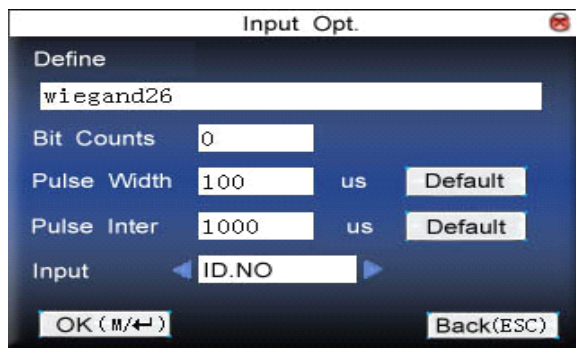 Input Opt.
Define
wiegand26
Bit Counts 0
Pulse Width 100 us Default
Pulse Inter 1000 us Default
Input ID.NO
OK(M/↵) Back(ESC)